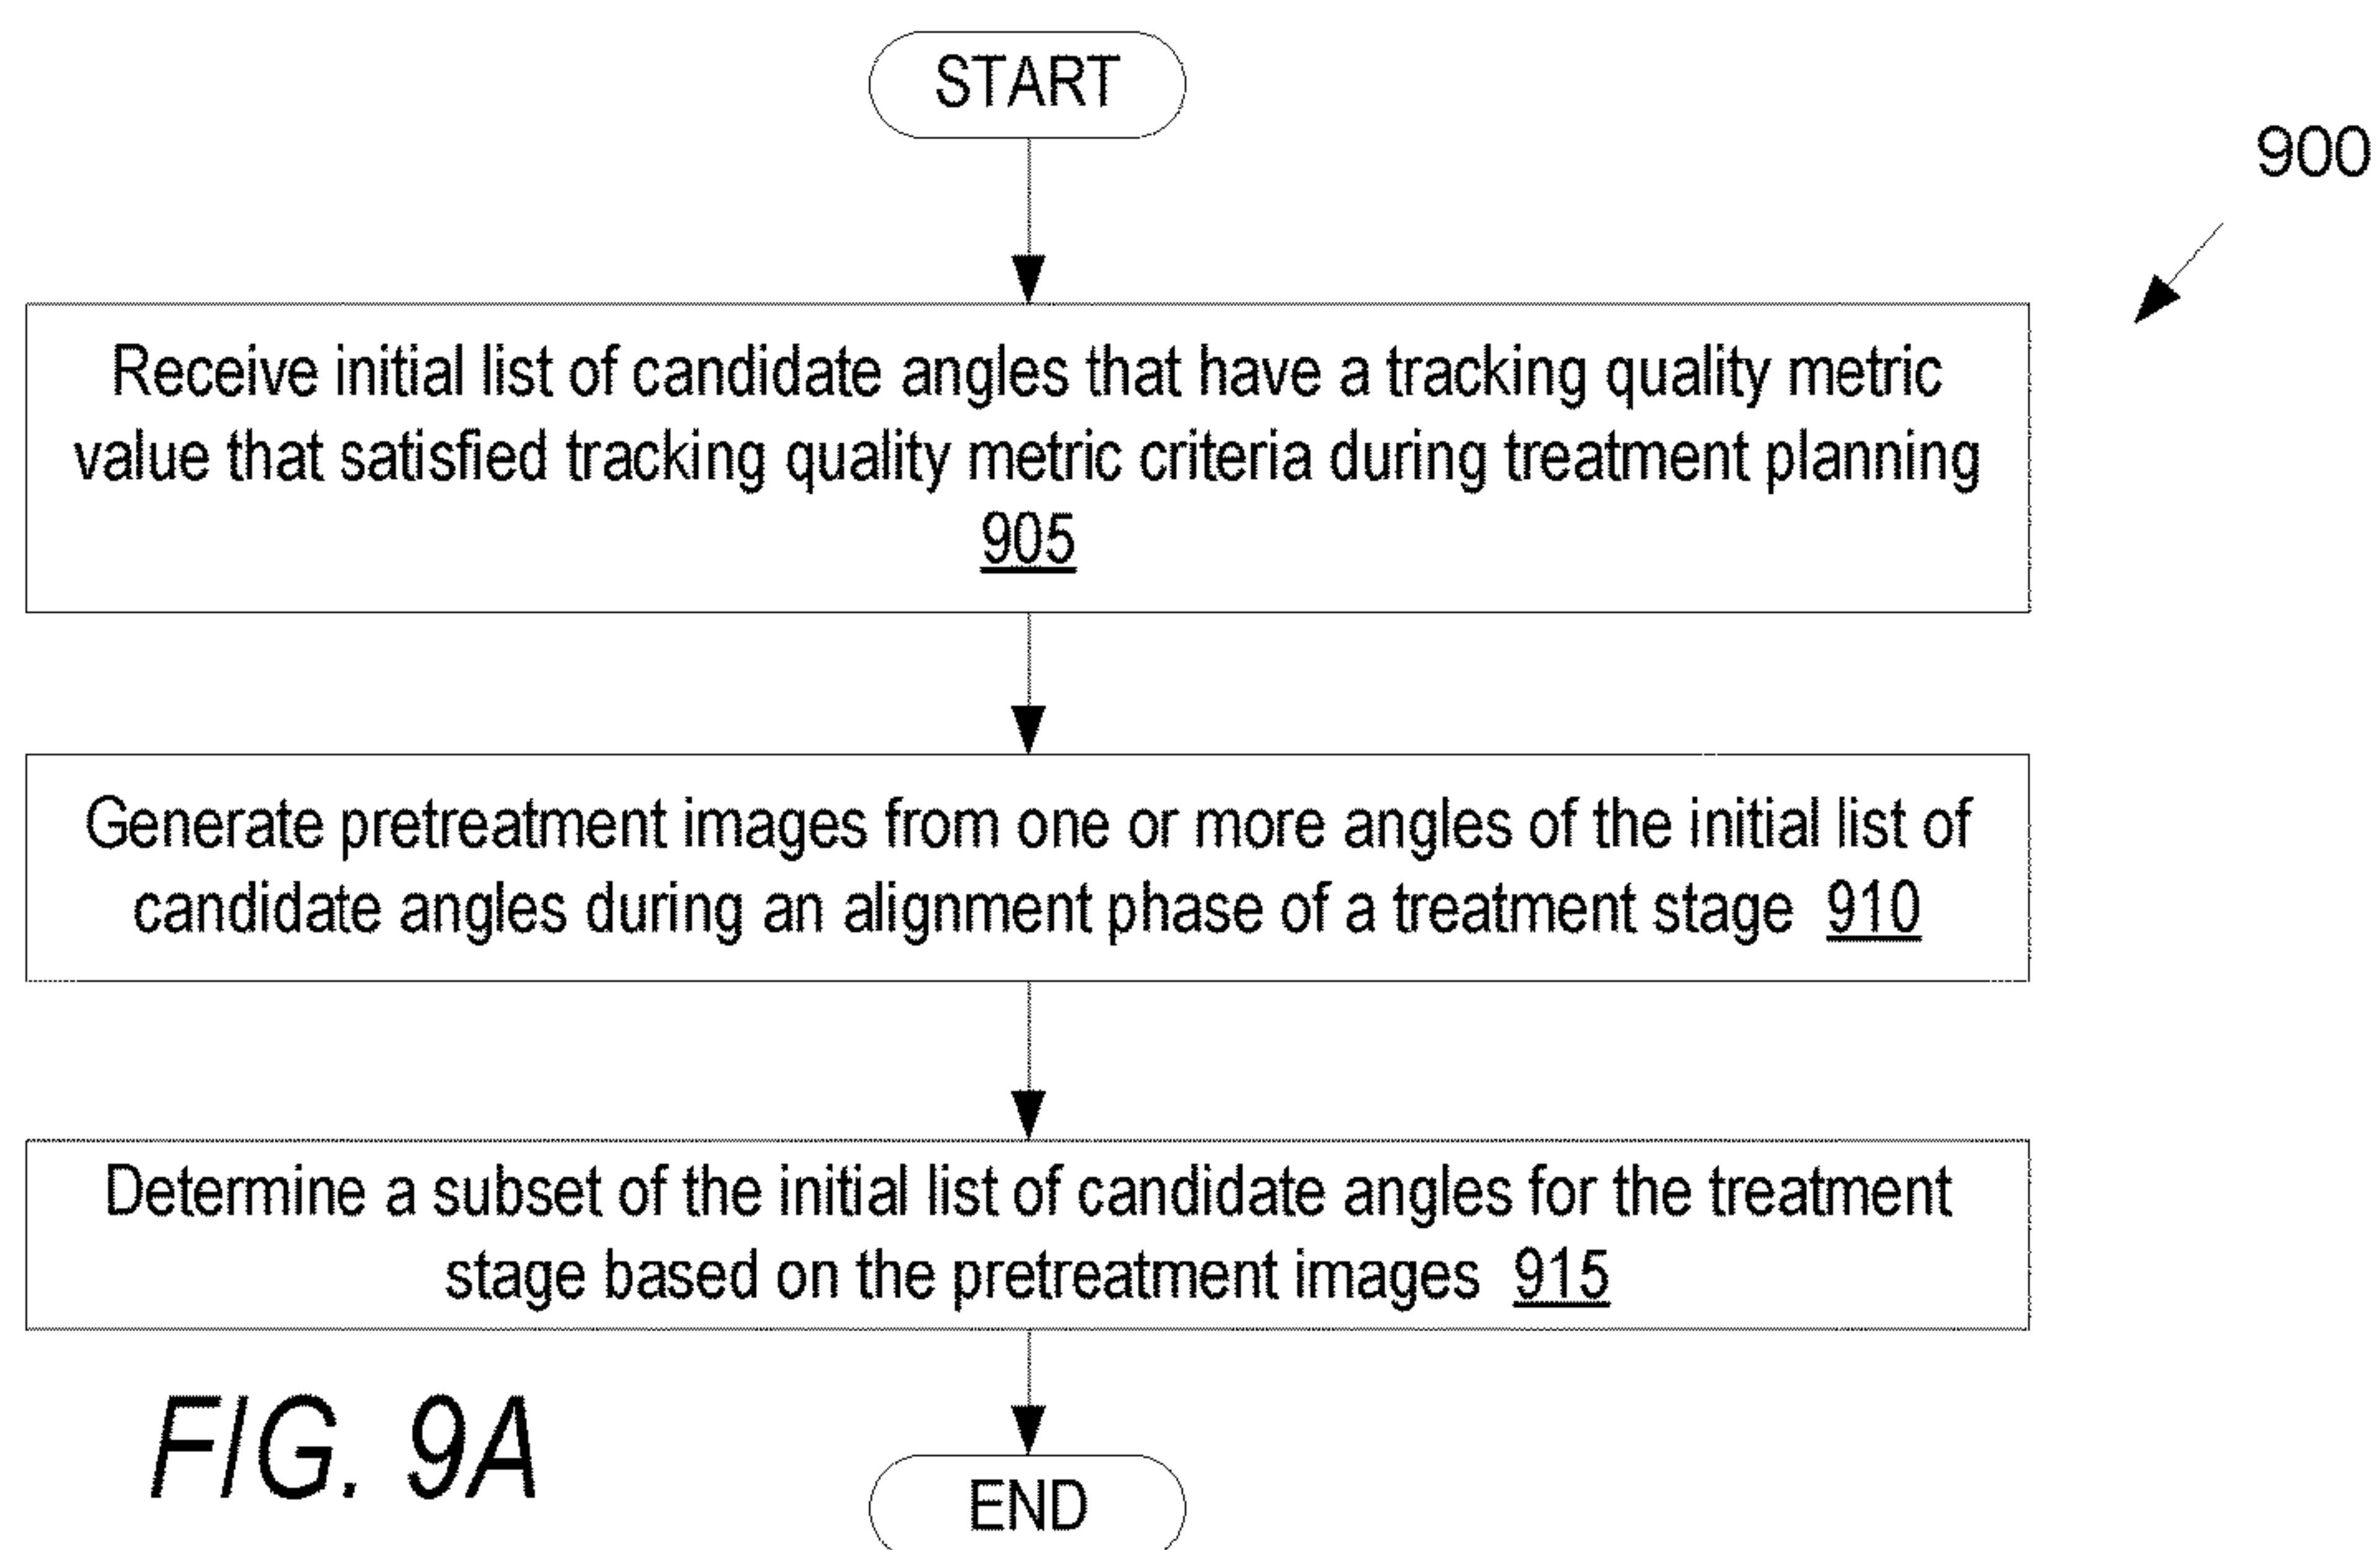 START
900
Receive initial list of candidate angles that have a tracking quality metric
value that satisfied tracking quality metric criteria during treatment planning
905
Generate pretreatment images from one or more angles of the initial list of
candidate angles during an alignment phase of a treatment stage 910
Determine a subset of the initial list of candidate angles for the treatment
stage based on the pretreatment images 915
FIG. 9A
END